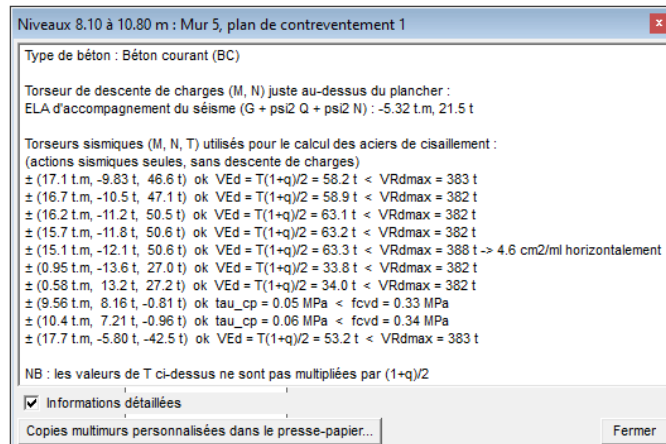 Niveaux 8.10 à 10.80 m : Mur 5, plan de contreventement 1
x
Type de béton : Béton courant (BC)
Torseur de descente de charges (M, N) juste au-dessus du plancher :
ELA d'accompagnement du séisme (G + psi2 Q + psi2 N) : -5.32 t.m, 21.5 t
Torseurs sismiques (M, N, T) utilisés pour le calcul des aciers de cisaillement :
(actions sismiques seules, sans descente de charges)
± (17.1 t.m, -9.83 t, 46.6 t) ok VEd = T(1+q)/2 = 58.2 t < VRdmax = 383 t
± (16.7 t.m, -10.5 t, 47.1 t) ok VEd = T(1+q)/2 = 58.9 t < VRdmax = 382 t
± (16.2 t.m, -11.2 t, 50.5 t) ok VEd = T(1+q)/2 = 63.1 t < VRdmax = 382 t
± (15.7 t.m, -11.8 t, 50.6 t) ok VEd = T(1+q)/2 = 63.2 t < VRdmax = 382 t
± (15.1 t.m, -12.1 t, 50.6 t) ok VEd = T(1+q)/2 = 63.3 t < VRdmax = 388 t -> 4.6 cm2/ml horizontalement
± (0.95 t.m, -13.6 t, 27.0 t) ok VEd = T(1+q)/2 = 33.8 t < VRdmax = 382 t
± (0.58 t.m, 13.2 t, 27.2 t) ok VEd = T(1+q)/2 = 34.0 t < VRdmax = 382 t
± (9.56 t.m, 8.16 t, -0.81 t) ok tau_cp = 0.05 MPa < fcvd = 0.33 MPa
± (10.4 t.m, 7.21 t, -0.96 t) ok tau_cp = 0.06 MPa < fcvd = 0.34 MPa
± (17.7 t.m, -5.80 t, -42.5 t) ok VEd = T(1+q)/2 = 53.2 t < VRdmax = 383 t
NB : les valeurs de T ci-dessus ne sont pas multipliées par (1+q)/2
Informations détaillées
Copies multimurs personnalisées dans le presse-papier...
Fermer